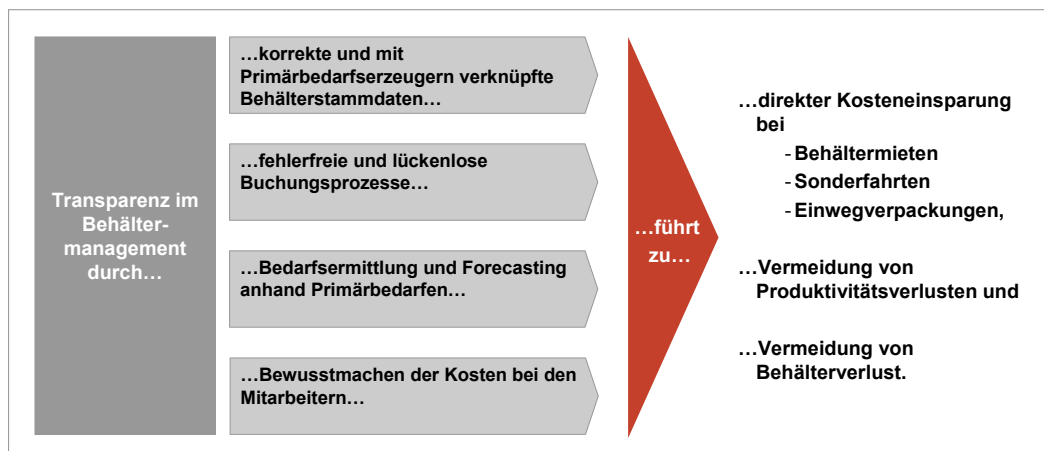 Transparenz im
Behälter-
management
durch…
…korrekte und mit
Primärbedarfserzeugern verknüpfte
Behälterstammdaten…
…fehlerfreie und lückenlose
Buchungsprozesse…
…Bedarfsermittlung und Forecasting
anhand Primärbedarfen…
…Bewusstmachen der Kosten bei den
Mitarbeitern…
…führt
zu…
…direkter Kosteneinsparung
bei
- Behältermieten
- Sonderfahrten
- Einwegverpackungen,
…Vermeidung von
Produktivitätsverlusten und
…Vermeidung von
Behälterverlust.